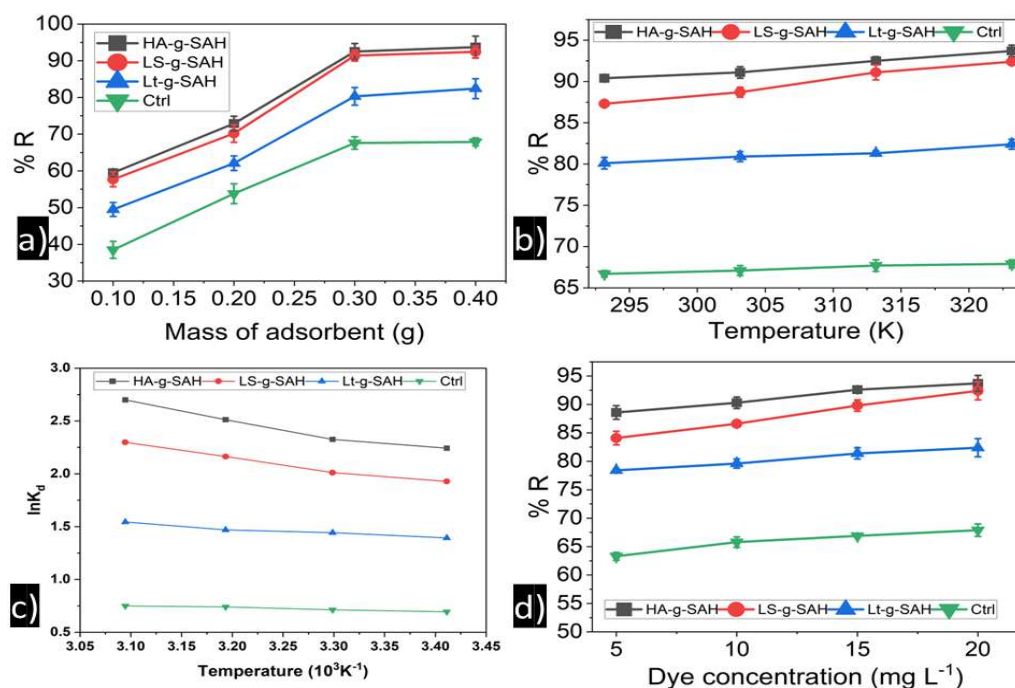 100
90
80
70
60
50
40
30
% R
HA-g-SAH
LS-g-SAH
Lt-g-SAH
Ctrl
a)
0.10 0.15 0.20 0.25 0.30 0.35 0.40
Mass of adsorbent (g)
95
90
85
80
75
70
65
% R
HA-g-SAH LS-g-SAH Lt-g-SAH Ctrl
b)
295 300 305 310 315 320
Temperature (K)
3.0
2.5
2.0
1.5
1.0
0.5
lnKd
HA-g-SAH LS-g-SAH Lt-g-SAH Ctrl
c)
3.05 3.10 3.15 3.20 3.25 3.30 3.35 3.40 3.45
Temperature (10³K⁻¹)
95
90
85
80
75
70
65
60
55
50
% R
HA-g-SAH LS-g-SAH Lt-g-SAH Ctrl
d)
5 10 15 20
Dye concentration (mg L⁻¹)